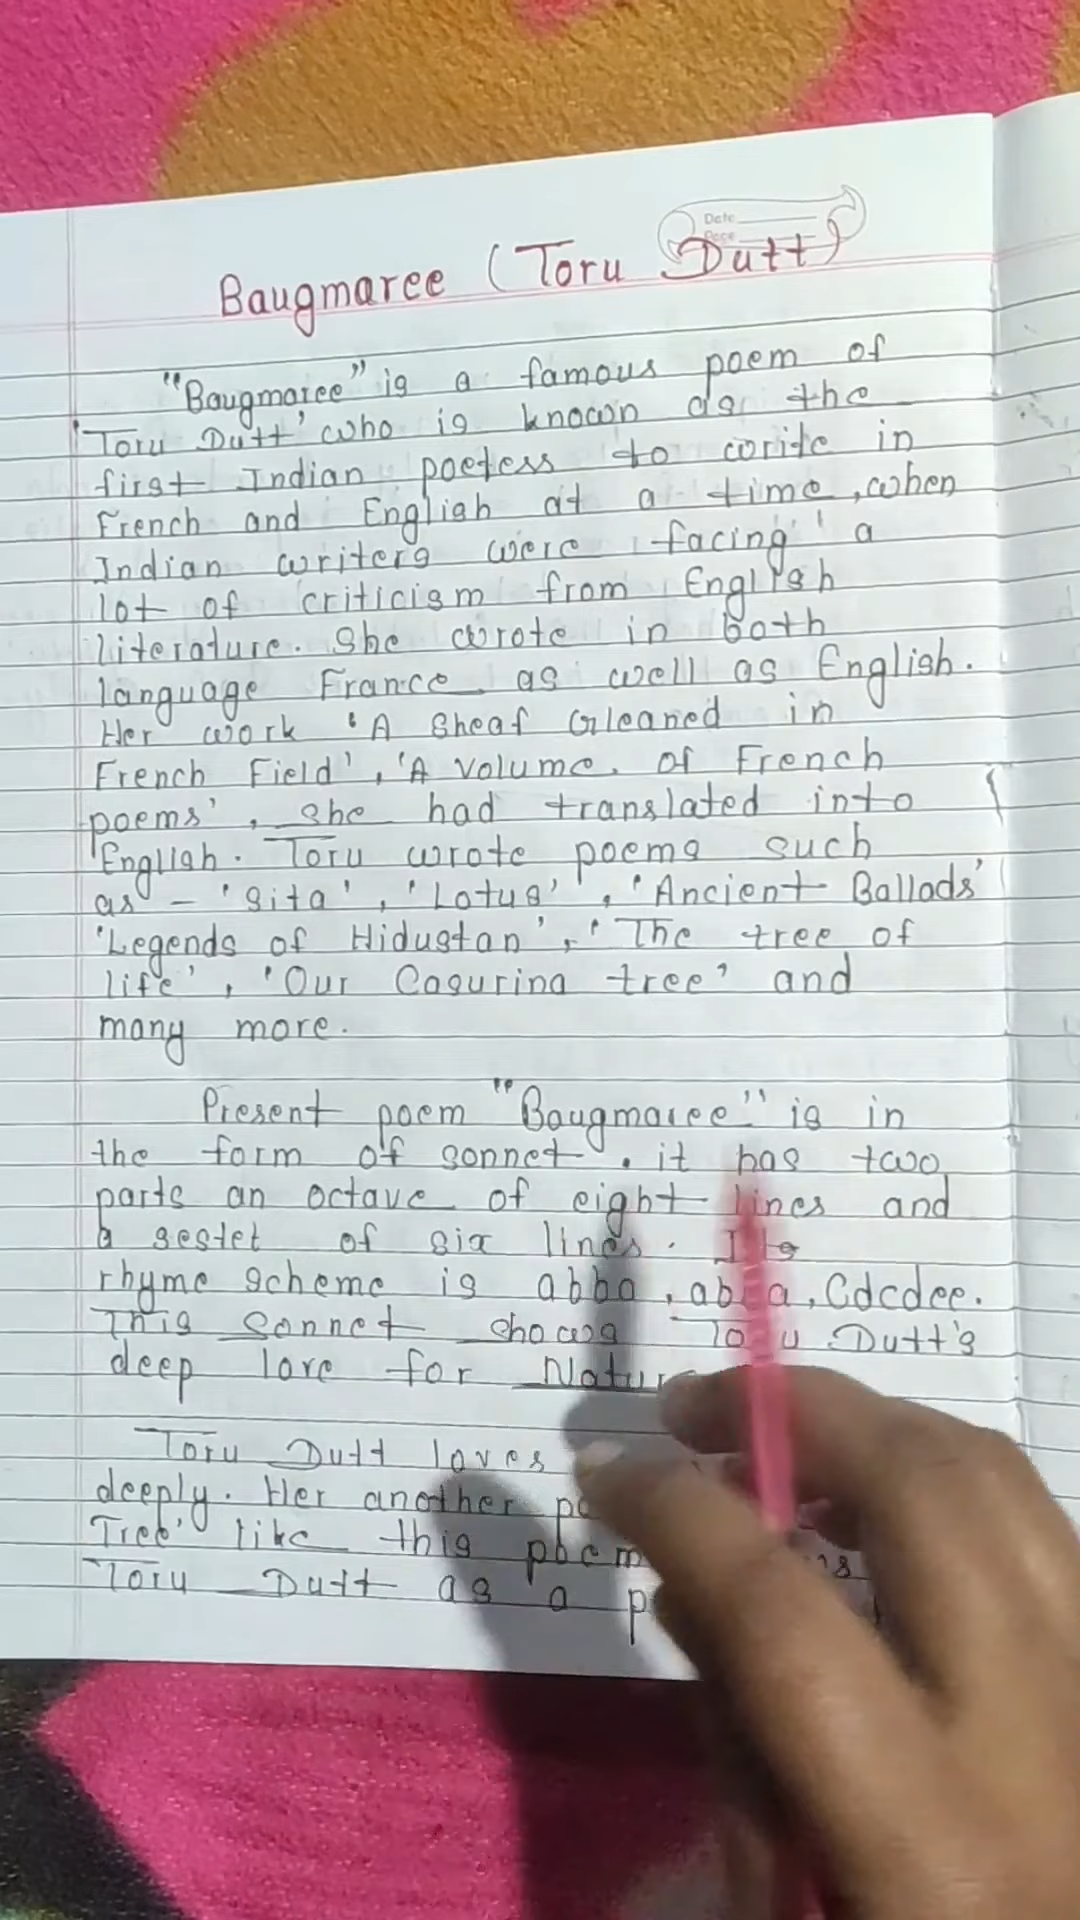 Date
Page
Baugmaree (Toru Dutt)
"Baugmaree" is a famous poem of
'Toru Dutt' who is known as the
first Indian poetess to write in
French and English at a time, when
Indian writers were facing a
lot of criticism from English
literature. She wrote in both
language France as well as English.
Her work 'A Sheaf Gleaned in
French Field', 'A Volume of French
poems', she had translated into
English. Toru wrote poems such
as - 'Sita', 'Lotus', 'Ancient Ballads'
'Legends of Hidustan', 'The tree of
life', 'Our Casurina tree' and
many more.
Present poem "Baugmaree" is in
the form of sonnet. it has two
parts an octave of eight lines and
a sestet of six lines. Its
rhyme scheme is abba, abba, Cdcdee.
This Sonnet shows Toru Dutt's
deep love for
Toru Dutt loves
deeply. Her another
Tree' like this poem
Toru Dutt as a